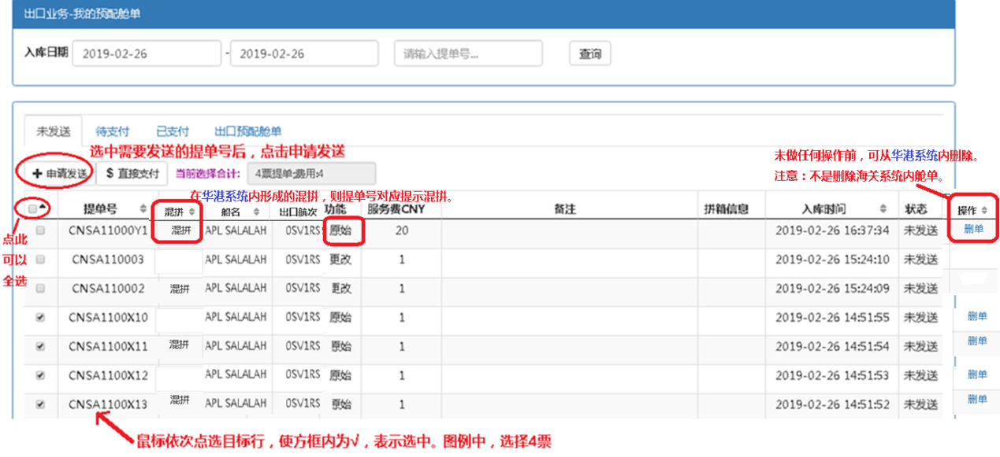 出口业务-我的预配舱单
入库日期 2019-02-26 - 2019-02-26 请输入提单号... 查询
未发送 待支付 已支付 出口预配舱单
选中需要发送的提单号后，点击申请发送
未做任何操作前，可从华港系统内删除。
注意：不是删除海关系统内舱单。
+ 申请发送 $ 直接支付 当前选择合计: 4票提单;费用:4
在华港系统内形成的混拼，则提单号对应提示混拼。
提单号 混拼 船名 出口航次 功能 服务费CNY 备注 拼箱信息 入库时间 状态 操作
CNSA11000Y1 混拼 APL SALALAH 0SV1RS 原始 20 2019-02-26 16:37:34 未发送 删单
点此
可以
全选
CNSA110003 APL SALALAH 0SV1RS 更改 1 2019-02-26 15:24:10 未发送
CNSA110002 混拼 APL SALALAH 0SV1RS 更改 1 2019-02-26 15:24:09 未发送
CNSA1100X10 APL SALALAH 0SV1RS 原始 1 2019-02-26 14:51:55 未发送 删单
CNSA1100X11 混拼 APL SALALAH 0SV1RS 原始 1 2019-02-26 14:51:54 未发送 删单
CNSA1100X12 APL SALALAH 0SV1RS 原始 1 2019-02-26 14:51:53 未发送 删单
CNSA1100X13 混拼 APL SALALAH 0SV1RS 原始 1 2019-02-26 14:51:52 未发送 删单
鼠标依次点选目标行，使方框内为√，表示选中。图例中，选择4票